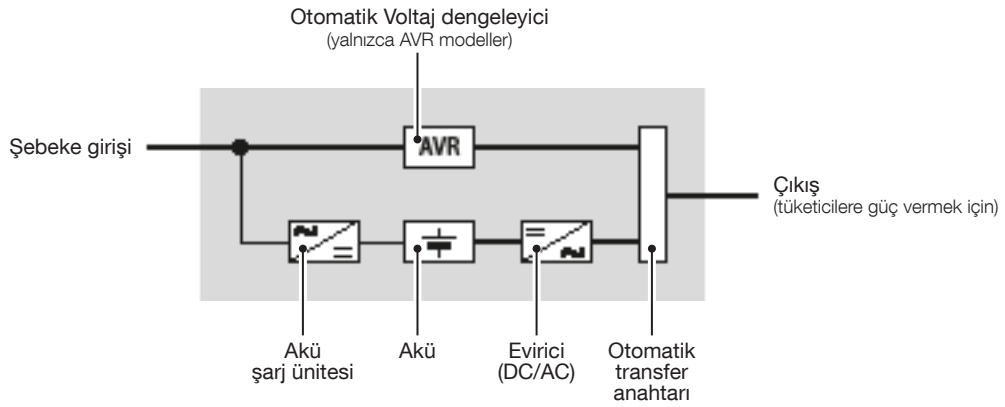 Otomatik Voltaj dengeleyici
(yalnızca AVR modeller)
Şebeke girişi
AVR
Çıkış
(tüketicilere güç vermek için)
Akü
şarj ünitesi
Akü
Evirici
(DC/AC)
Otomatik
transfer
anahtarı